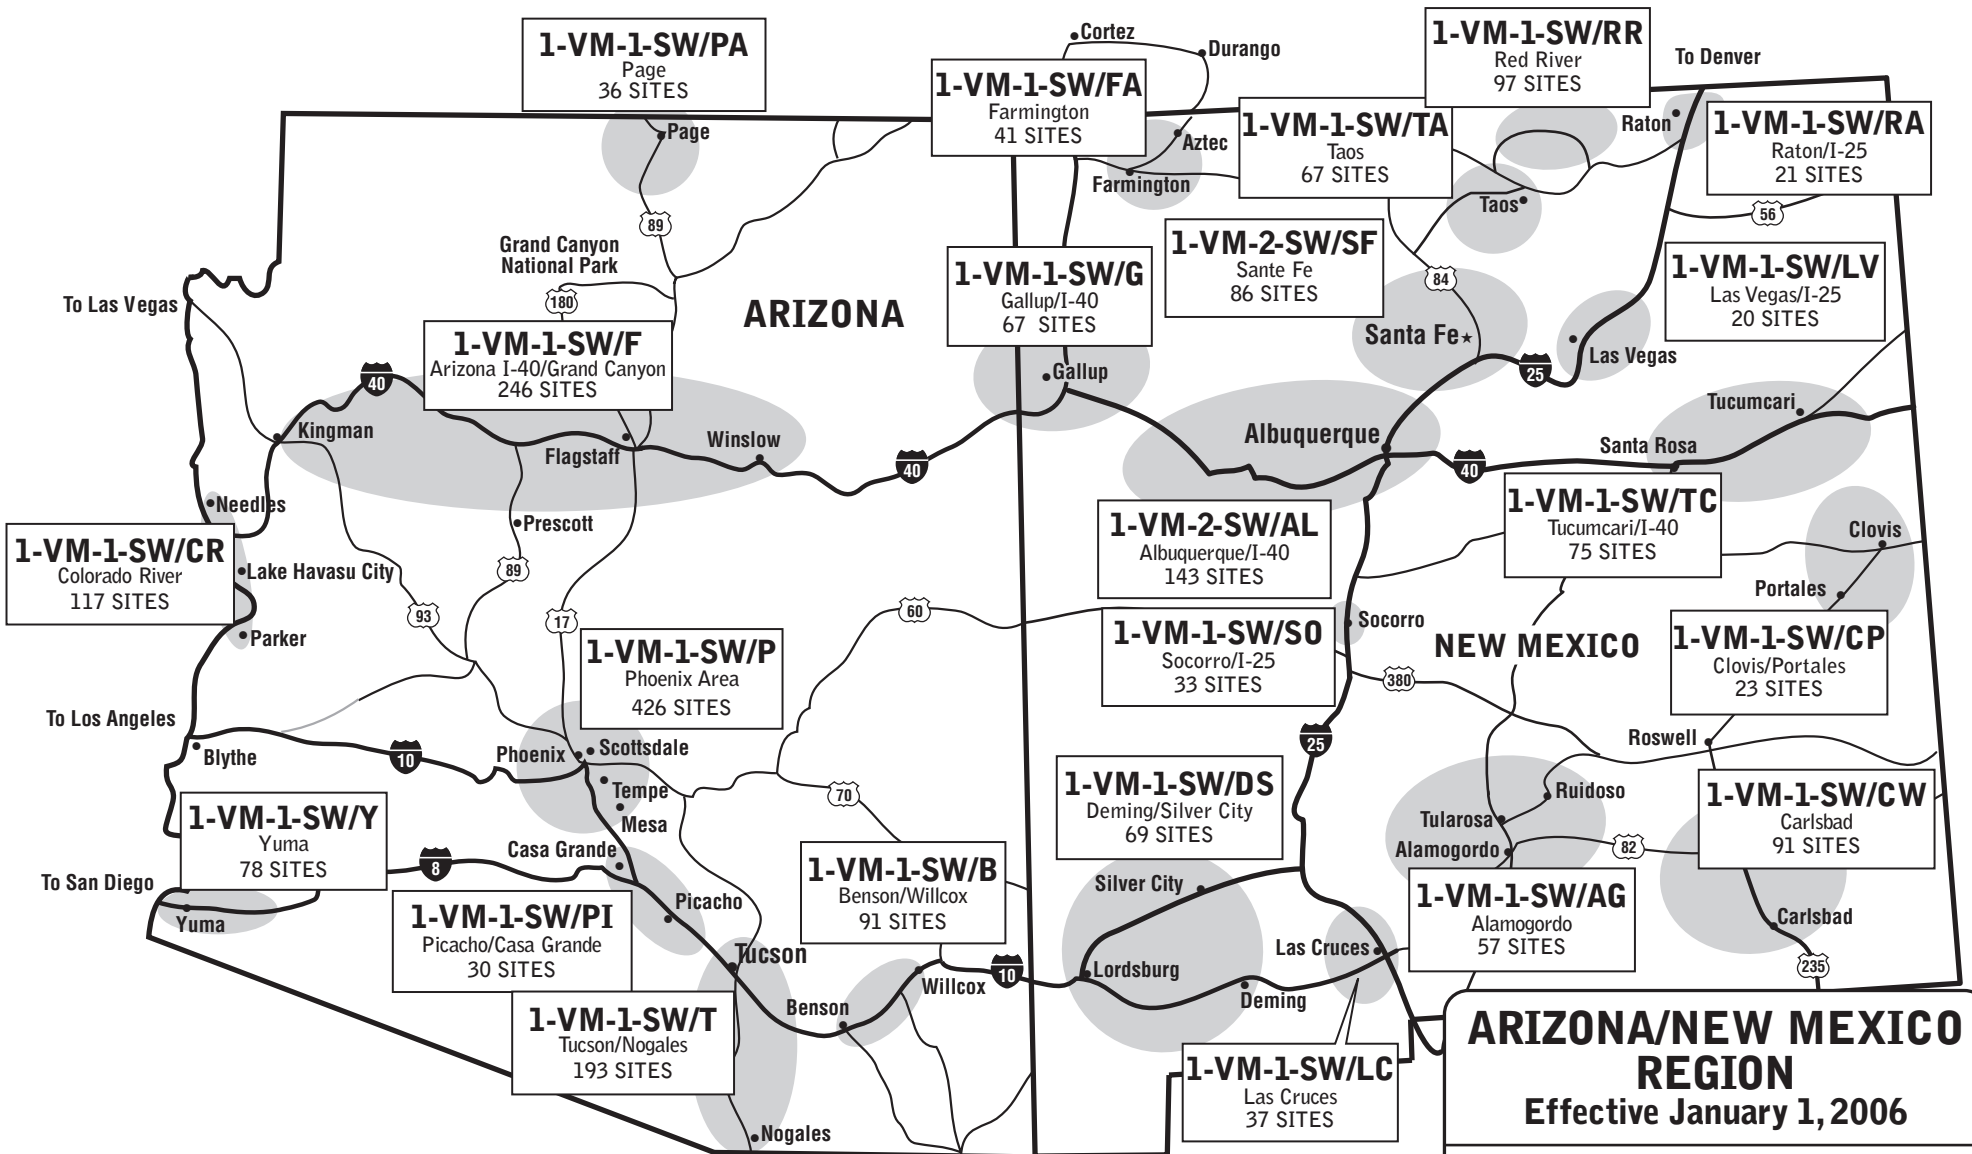 1-VM-1-SW/PA
Page
36 SITES
Cortez
Durango
1-VM-1-SW/RR
Red River
97 SITES
To Denver
1-VM-1-SW/FA
Farmington
41 SITES
1-VM-1-SW/TA
Taos
67 SITES
Raton
1-VM-1-SW/RA
Raton/I-25
21 SITES
Page
Aztec
Farmington
Taos
56
89
Grand Canyon
National Park
180
To Las Vegas
ARIZONA
1-VM-1-SW/G
Gallup/I-40
67 SITES
1-VM-2-SW/SF
Sante Fe
86 SITES
84
1-VM-1-SW/LV
Las Vegas/I-25
20 SITES
1-VM-1-SW/F
Arizona I-40/Grand Canyon
246 SITES
40
Gallup
Santa Fe
25
Las Vegas
Kingman
Flagstaff
Winslow
40
Albuquerque
40
Santa Rosa
Tucumcari
Needles
Prescott
1-VM-1-SW/CR
Colorado River
117 SITES
Lake Havasu City
89
1-VM-2-SW/AL
Albuquerque/I-40
143 SITES
1-VM-1-SW/TC
Tucumcari/I-40
75 SITES
Clovis
Portales
Parker
93
17
60
1-VM-1-SW/P
Phoenix Area
426 SITES
1-VM-1-SW/SO
Socorro/I-25
33 SITES
Socorro
NEW MEXICO
380
1-VM-1-SW/CP
Clovis/Portales
23 SITES
To Los Angeles
Blythe
10
Phoenix
Scottsdale
Tempe
Mesa
70
25
Roswell
1-VM-1-SW/DS
Deming/Silver City
69 SITES
Ruidoso
Tularosa
Alamogordo
82
1-VM-1-SW/CW
Carlsbad
91 SITES
1-VM-1-SW/Y
Yuma
78 SITES
8
Casa Grande
Picacho
1-VM-1-SW/B
Benson/Willcox
91 SITES
Silver City
1-VM-1-SW/AG
Alamogordo
57 SITES
To San Diego
Yuma
1-VM-1-SW/PI
Picacho/Casa Grande
30 SITES
Tucson
Carlsbad
235
Las Cruces
Willcox
10
Lordsburg
Deming
Benson
1-VM-1-SW/T
Tucson/Nogales
193 SITES
Nogales
1-VM-1-SW/LC
Las Cruces
37 SITES
ARIZONA/NEW MEXICO
REGION
Effective January 1, 2006